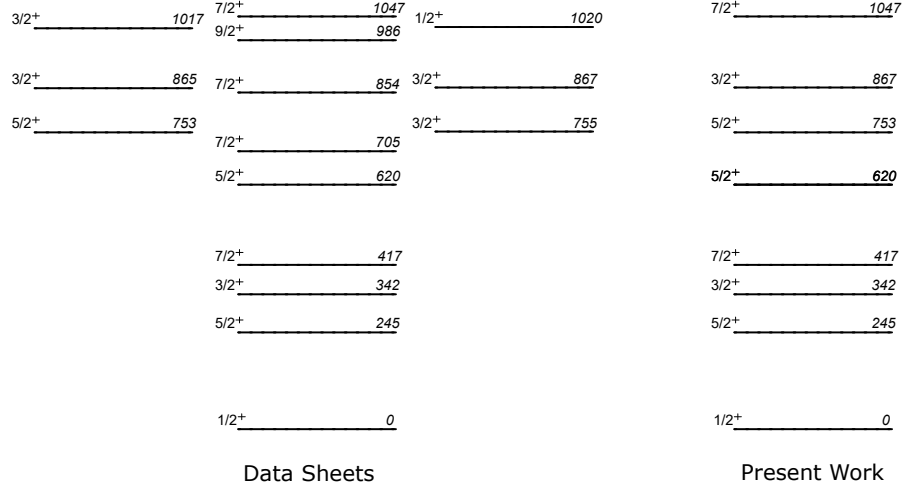 3/2+ 1017 7/2+ 1047 1/2+ 1020 7/2+ 1047
9/2+ 986
3/2+ 865 7/2+ 854 3/2+ 867 3/2+ 867
5/2+ 753 3/2+ 755 5/2+ 753
7/2+ 705
5/2+ 620 5/2+ 620
7/2+ 417 7/2+ 417
3/2+ 342 3/2+ 342
5/2+ 245 5/2+ 245
1/2+ 0 1/2+ 0
Data Sheets Present Work